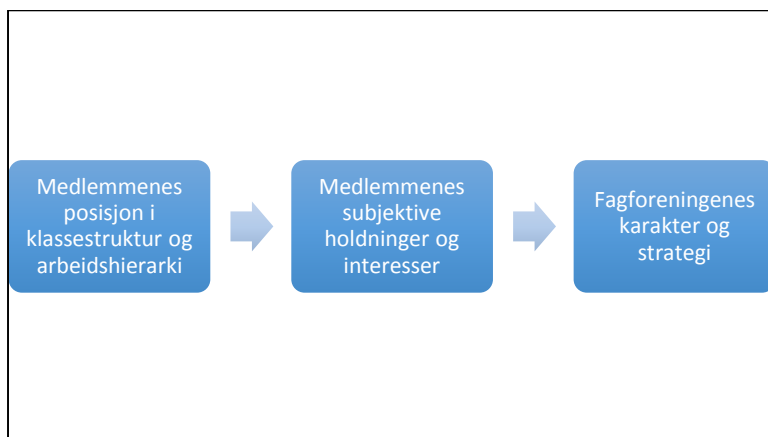 Medlemmenes
posisjon i
klassestruktur og
arbeidshierarki
Medlemmenes
subjektive
holdninger og
interesser
Fagforeningenes
karakter og
strategi